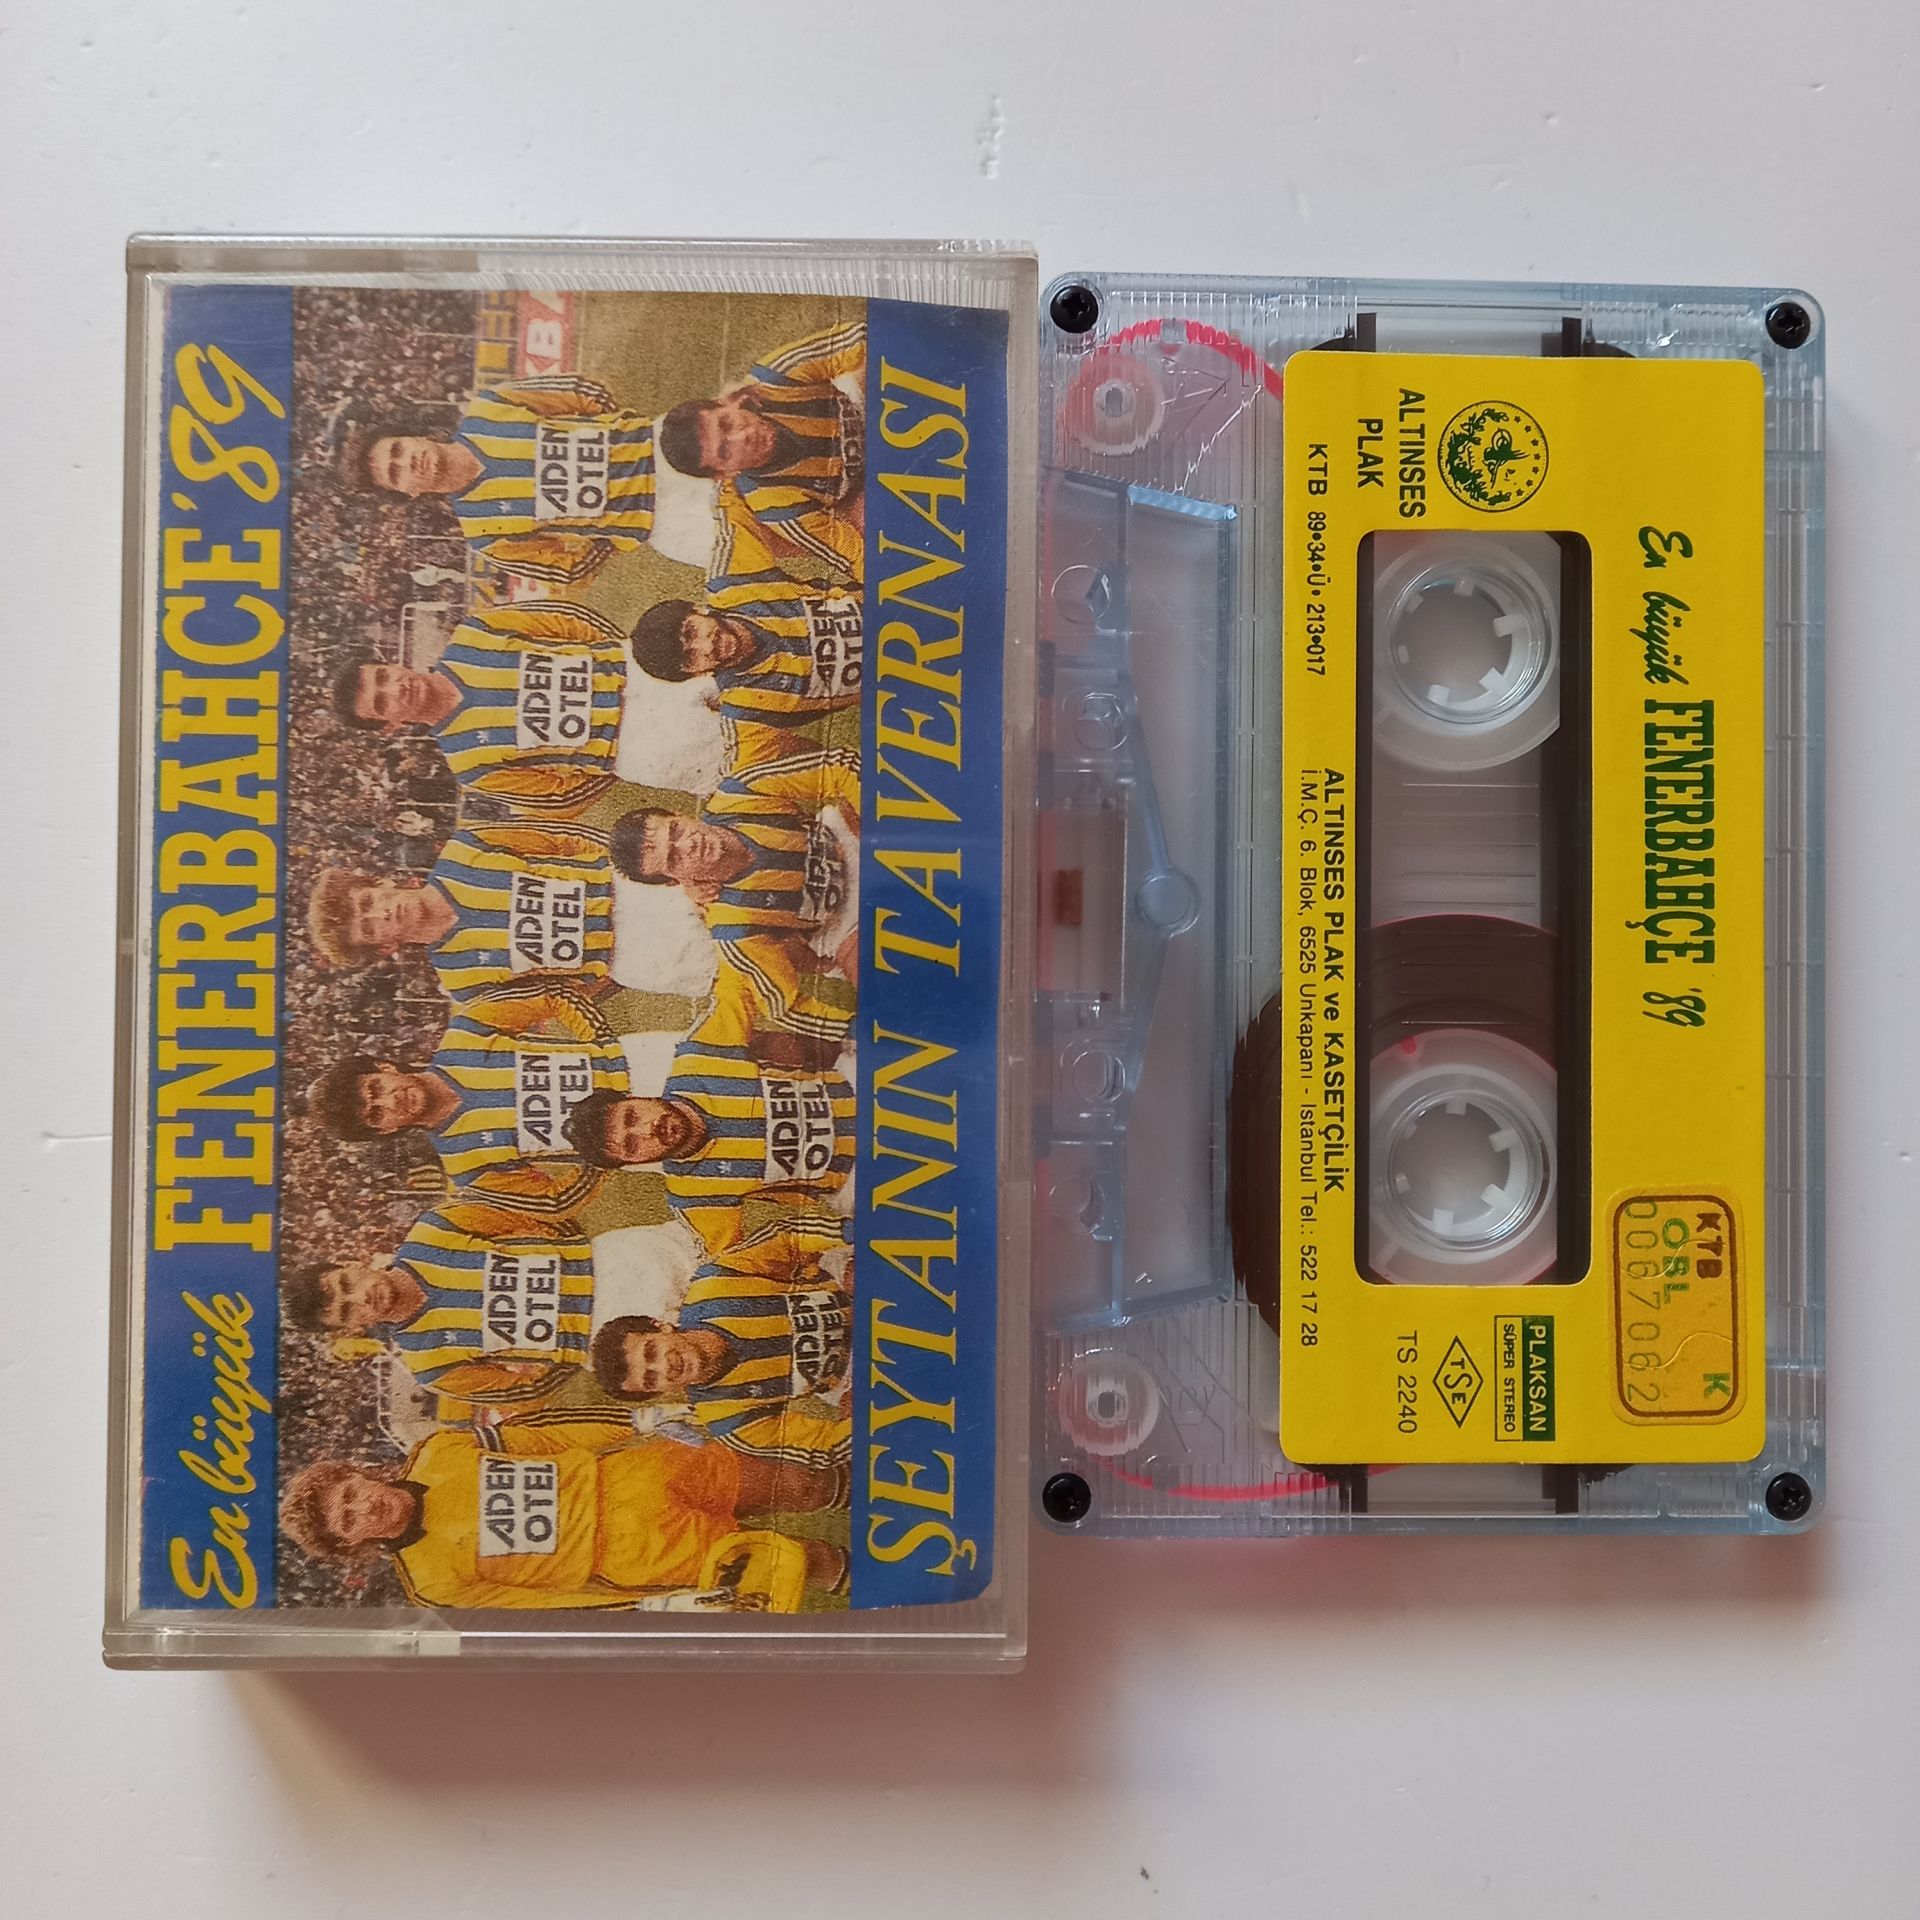 En büyük FENERBAHÇE '89
ADEN
OTEL
ADEN
OTEL
ADEN
OTEL
ADEN
OTEL
ADEN
OTEL
ADEN
OTEL
ADEN
OTEL
ADEN
OTEL
ADEN
OTEL
ŞEYTANIN TAVERNASI
En büyük FENERBAHÇE '89
ALTINSES
PLAK
KTB 89•34•Ü• 213•017
ALTINSES PLAK ve KASETÇİLİK
İ.M.Ç. 6. Blok, 6525 Unkapanı - İstanbul Tel.: 522 17 28
PLAKSAN
SÜPER STEREO
TSE
TS 2240
KTB K
0067062